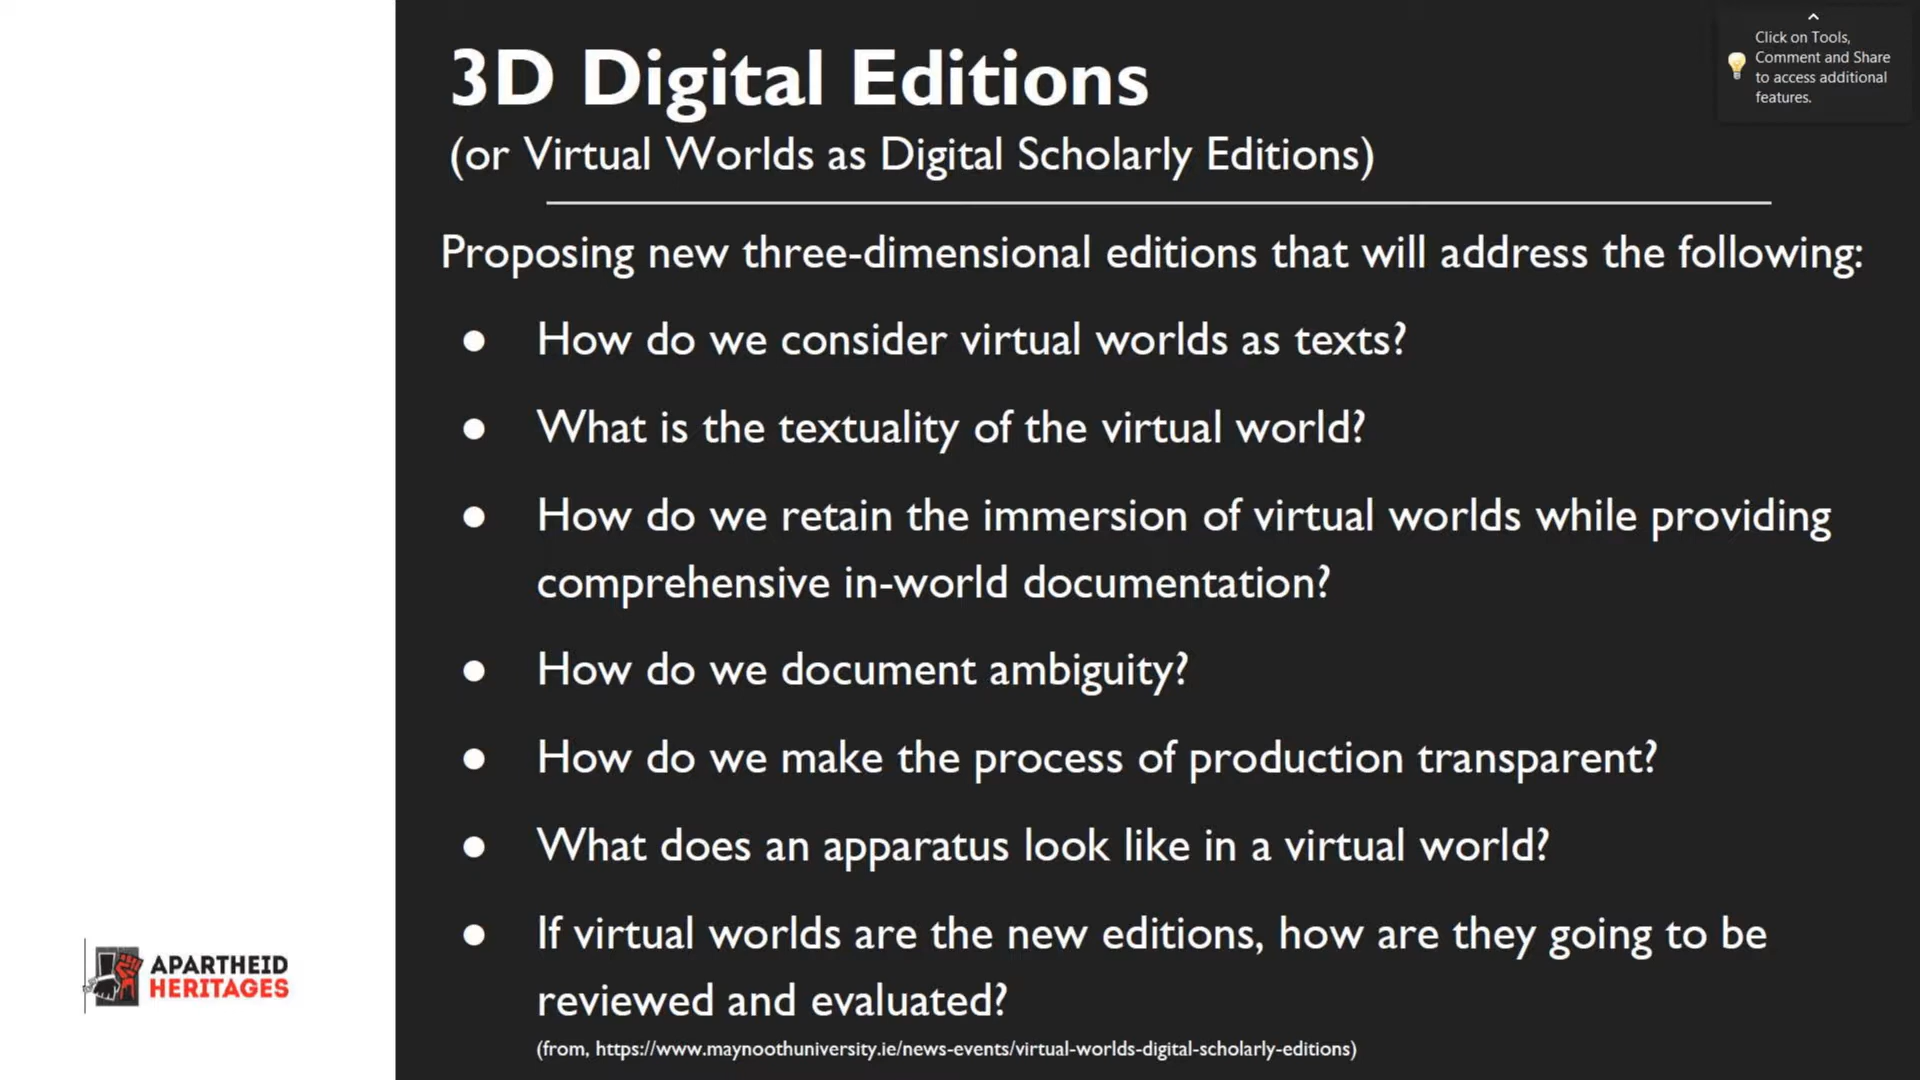 3D Digital Editions
(or Virtual Worlds as Digital Scholarly Editions)
Proposing new three-dimensional editions that will address the following:
● How do we consider virtual worlds as texts?
● What is the textuality of the virtual world?
● How do we retain the immersion of virtual worlds while providing
comprehensive in-world documentation?
● How do we document ambiguity?
● How do we make the process of production transparent?
● What does an apparatus look like in a virtual world?
● If virtual worlds are the new editions, how are they going to be
reviewed and evaluated?
(from, https://www.maynoothuniversity.ie/news-events/virtual-worlds-digital-scholarly-editions)
APARTHEID
HERITAGES
Click on Tools,
Comment and Share
to access additional
features.